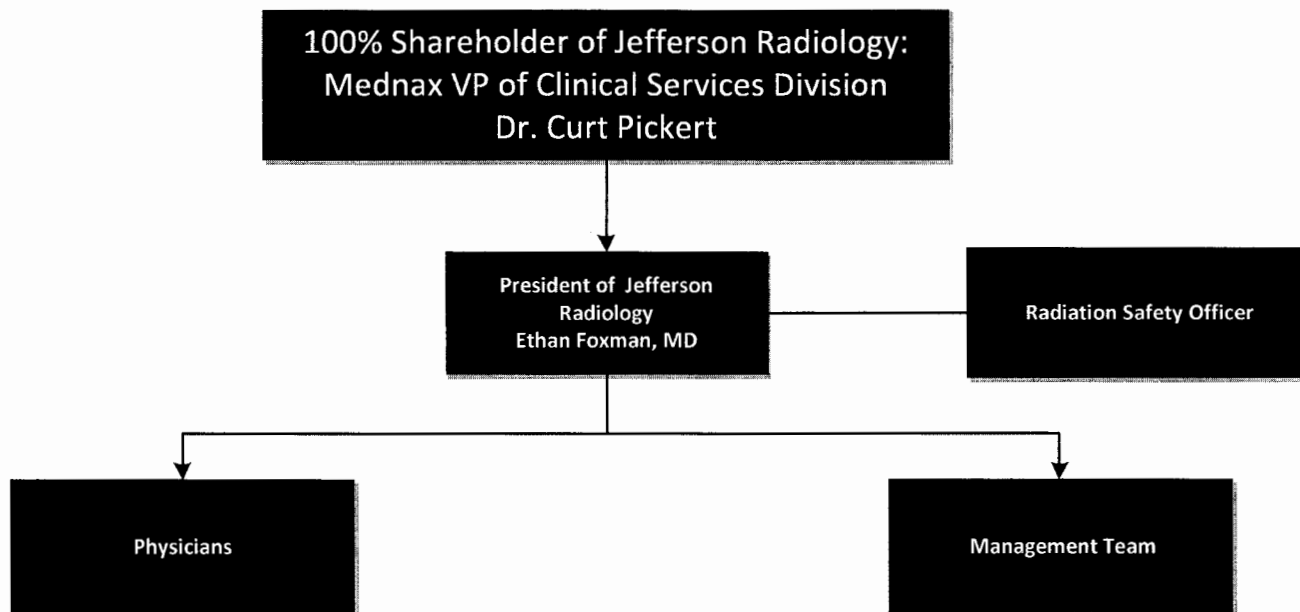 100% Shareholder of Jefferson Radiology:
Mednax VP of Clinical Services Division
Dr. Curt Pickert
President of Jefferson
Radiology
Ethan Foxman, MD
Radiation Safety Officer
Physicians
Management Team